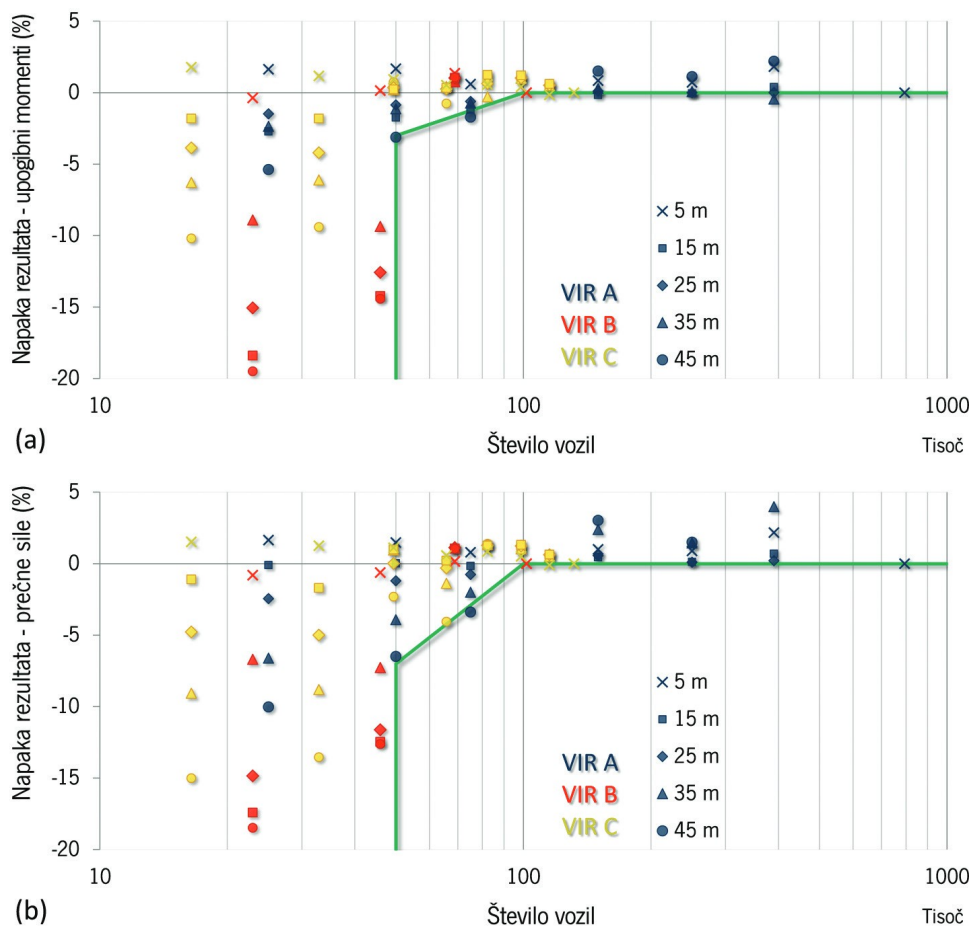 Napaka rezultata - upogibni momenti (%)
5
0
-5
-10
-15
-20
10
100
1000
VIR A
VIR B
VIR C
5 m
15 m
25 m
35 m
45 m
(a)
Število vozil
Tisoč
Napaka rezultata - prečne sile (%)
5
0
-5
-10
-15
-20
10
100
1000
VIR A
VIR B
VIR C
5 m
15 m
25 m
35 m
45 m
(b)
Število vozil
Tisoč